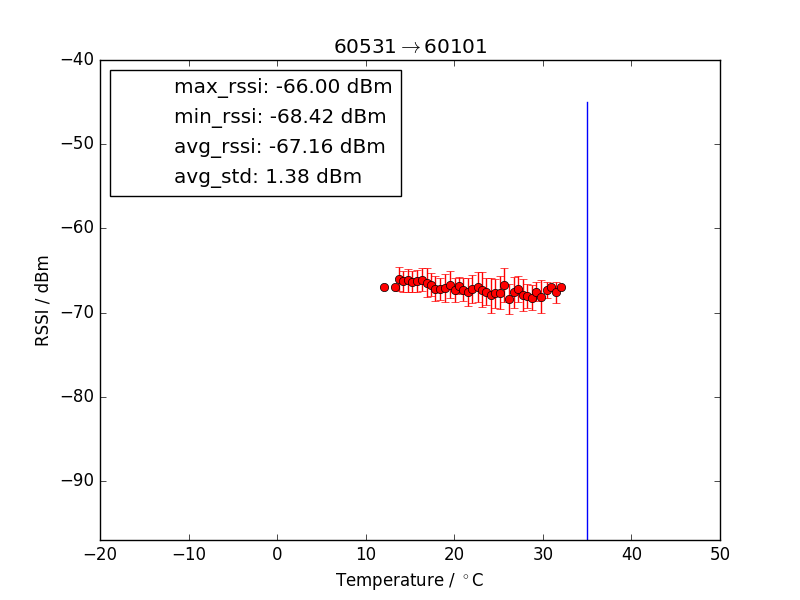 60531→60101
max_rssi: -66.00 dBm
min_rssi: -68.42 dBm
avg_rssi: -67.16 dBm
avg_std: 1.38 dBm
−40
−50
−60
−70
−80
−90
RSSI / dBm
−20
−10
0
10
20
30
40
50
Temperature / °C